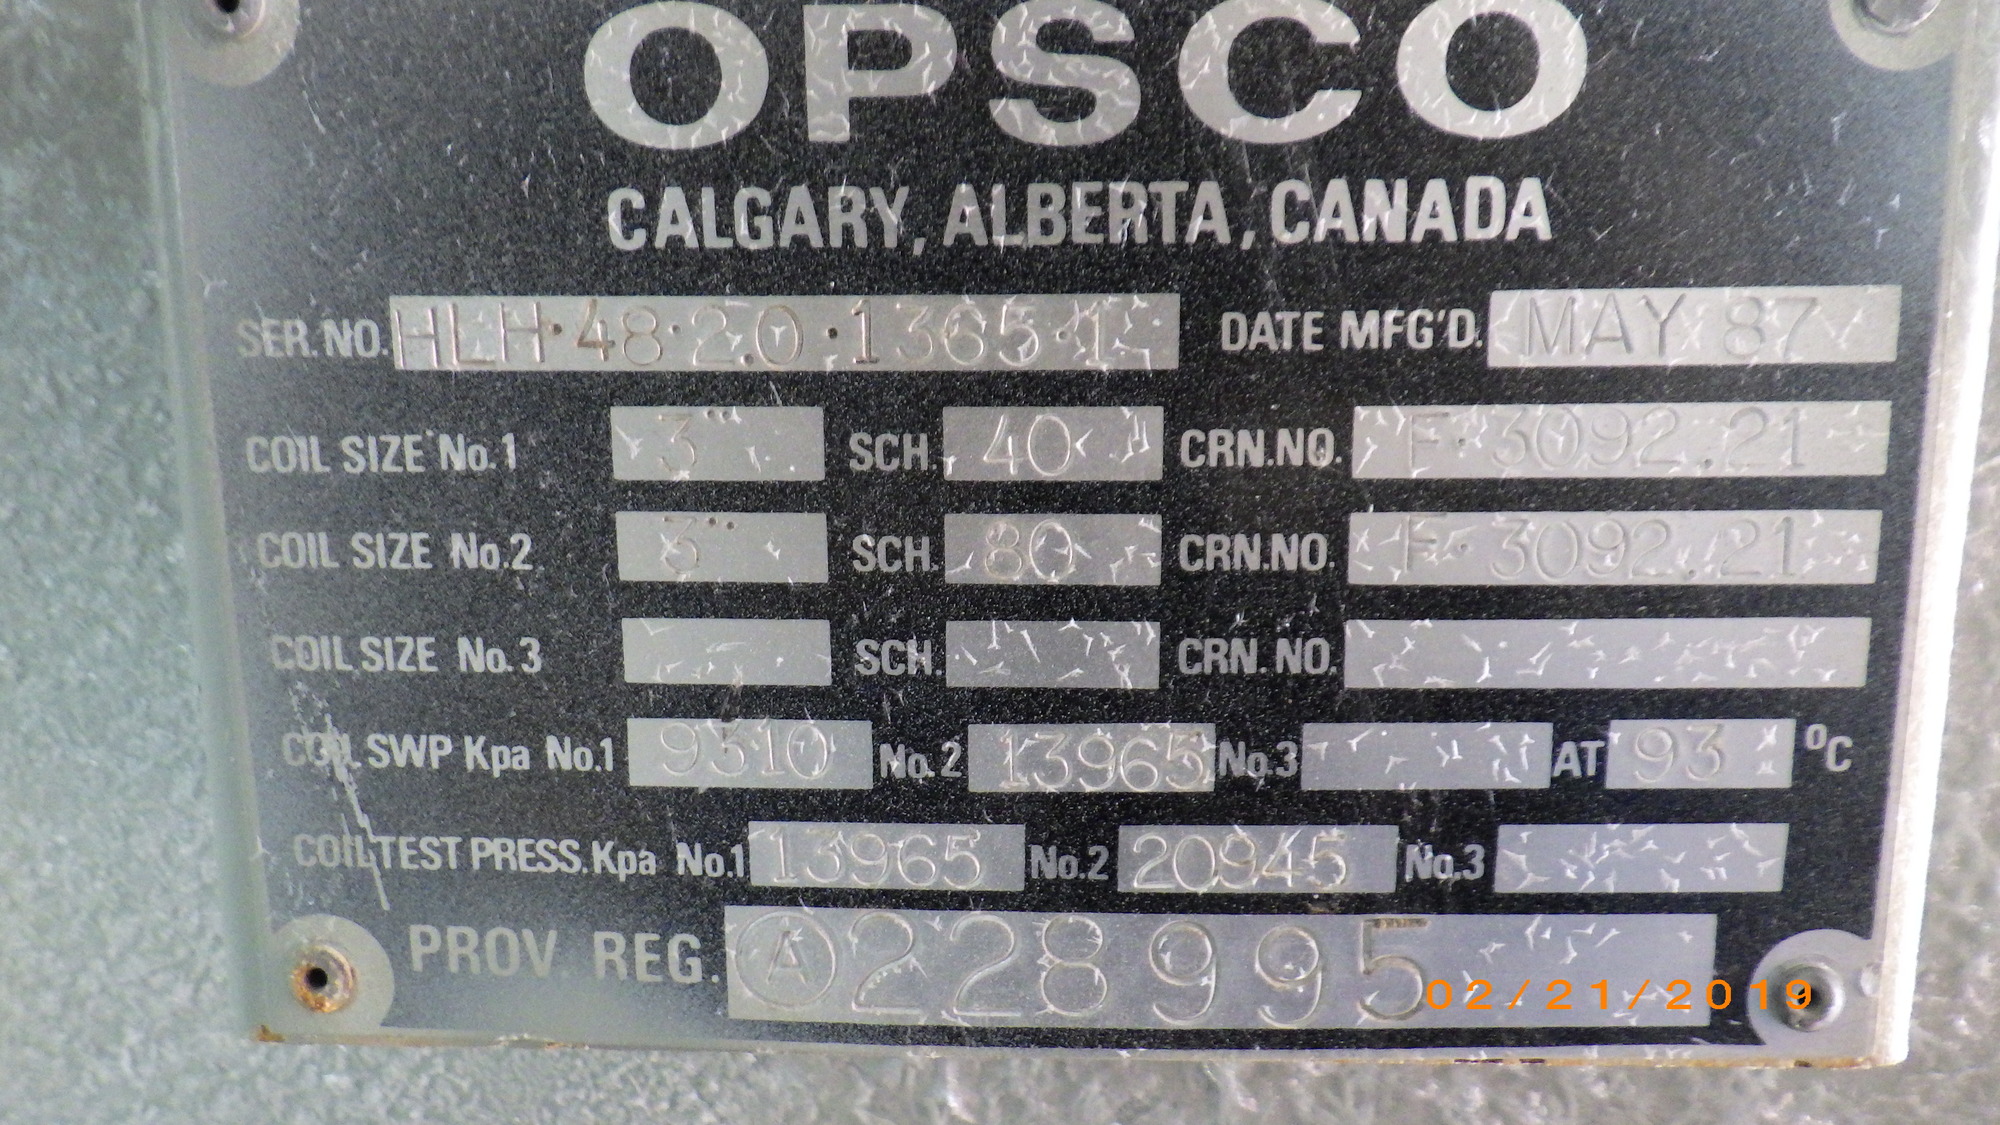 OPSCO
CALGARY, ALBERTA, CANADA
SER. NO. HLH·48·2.0·1365·1 DATE MFG'D. MAY 87
COIL SIZE No.1 3" SCH. 40 CRN.NO. F·3092.21
COIL SIZE No.2 3" SCH. 80 CRN.NO. F·3092.21
COIL SIZE No.3 SCH. CRN. NO.
COIL SWP Kpa No.1 9310 No.2 13965 No.3 AT 93 °C
COIL TEST PRESS. Kpa No.1 13965 No.2 20945 No.3
PROV. REG. A 228995
02/21/2019